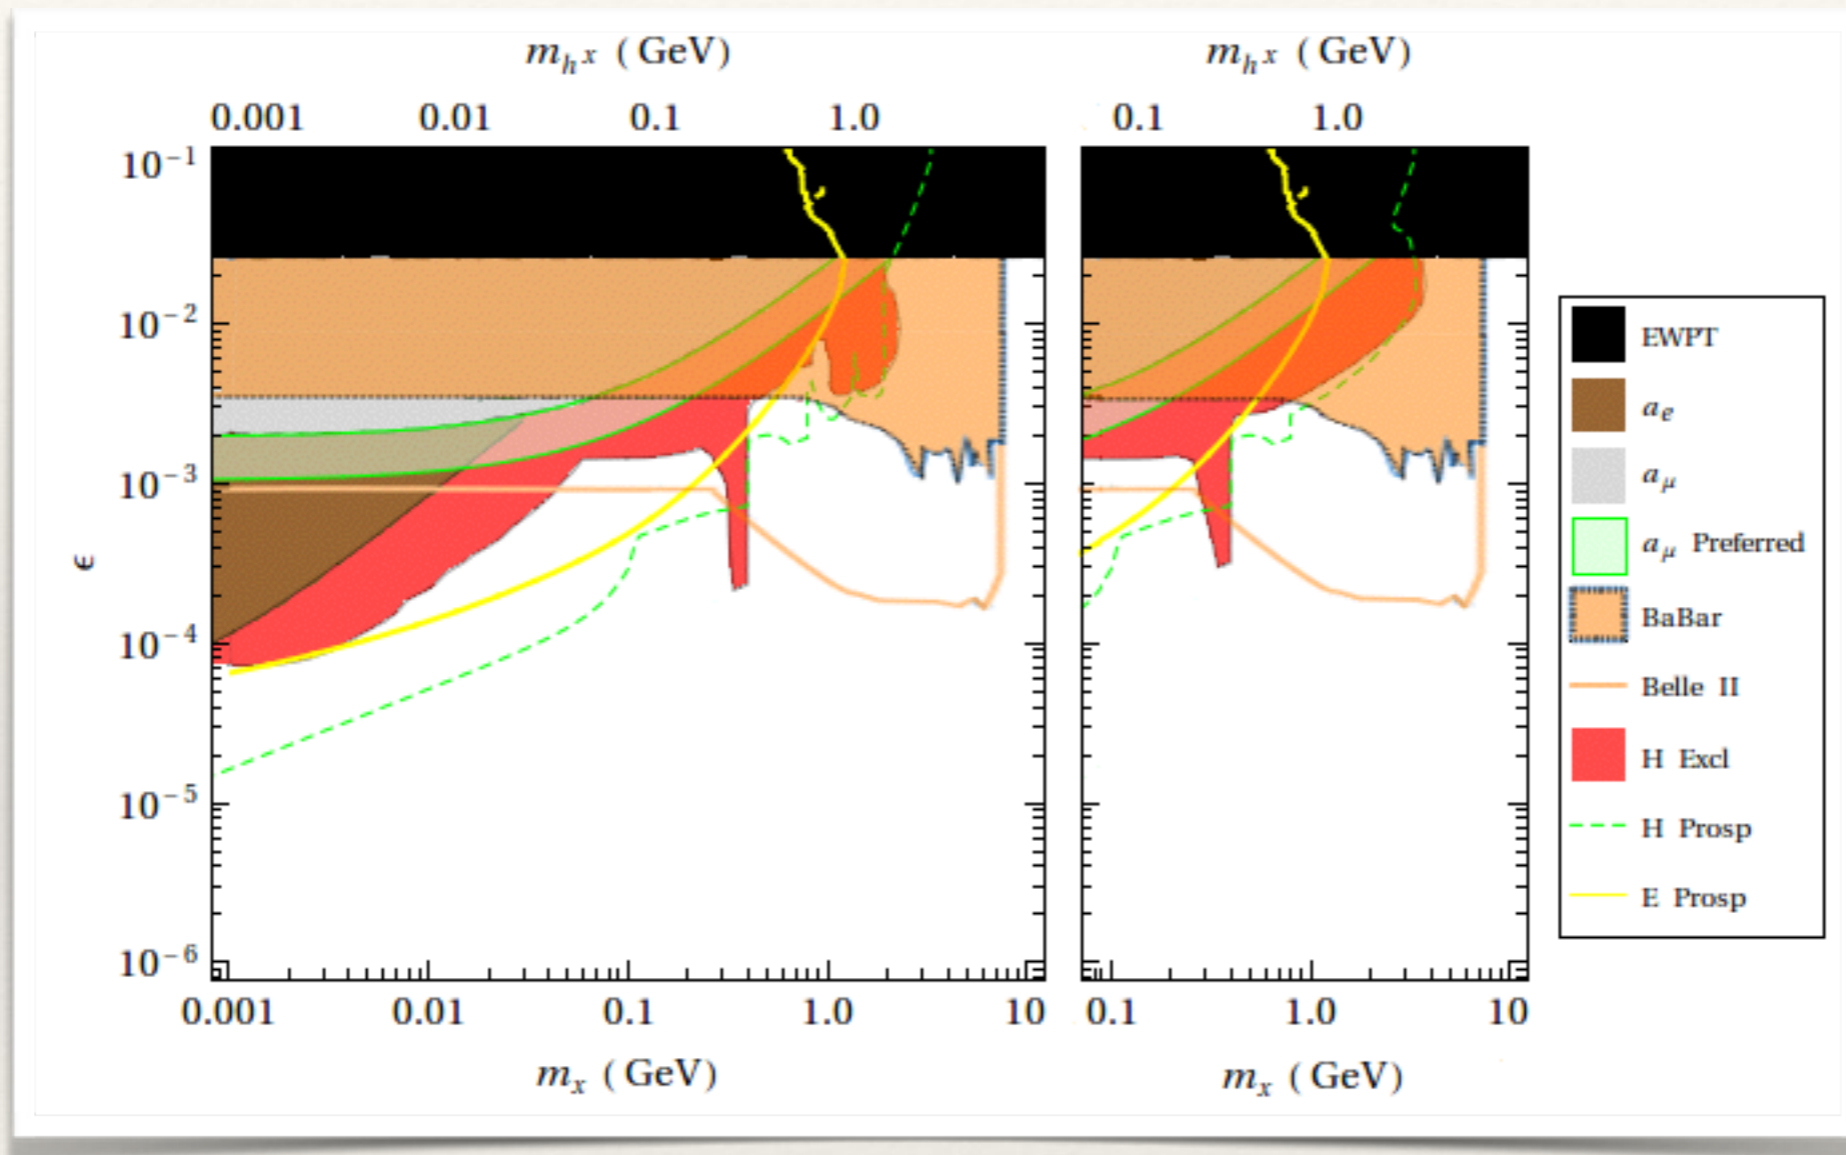 m_h^x (GeV)
m_h^x (GeV)
0.001 0.01 0.1 1.0
0.1 1.0
10^-1
10^-2
10^-3
10^-4
10^-5
10^-6
ϵ
0.001 0.01 0.1 1.0 10
0.1 1.0 10
m_x (GeV)
m_x (GeV)
EWPT
a_e
a_μ
a_μ Preferred
BaBar
Belle II
H Excl
H Prosp
E Prosp